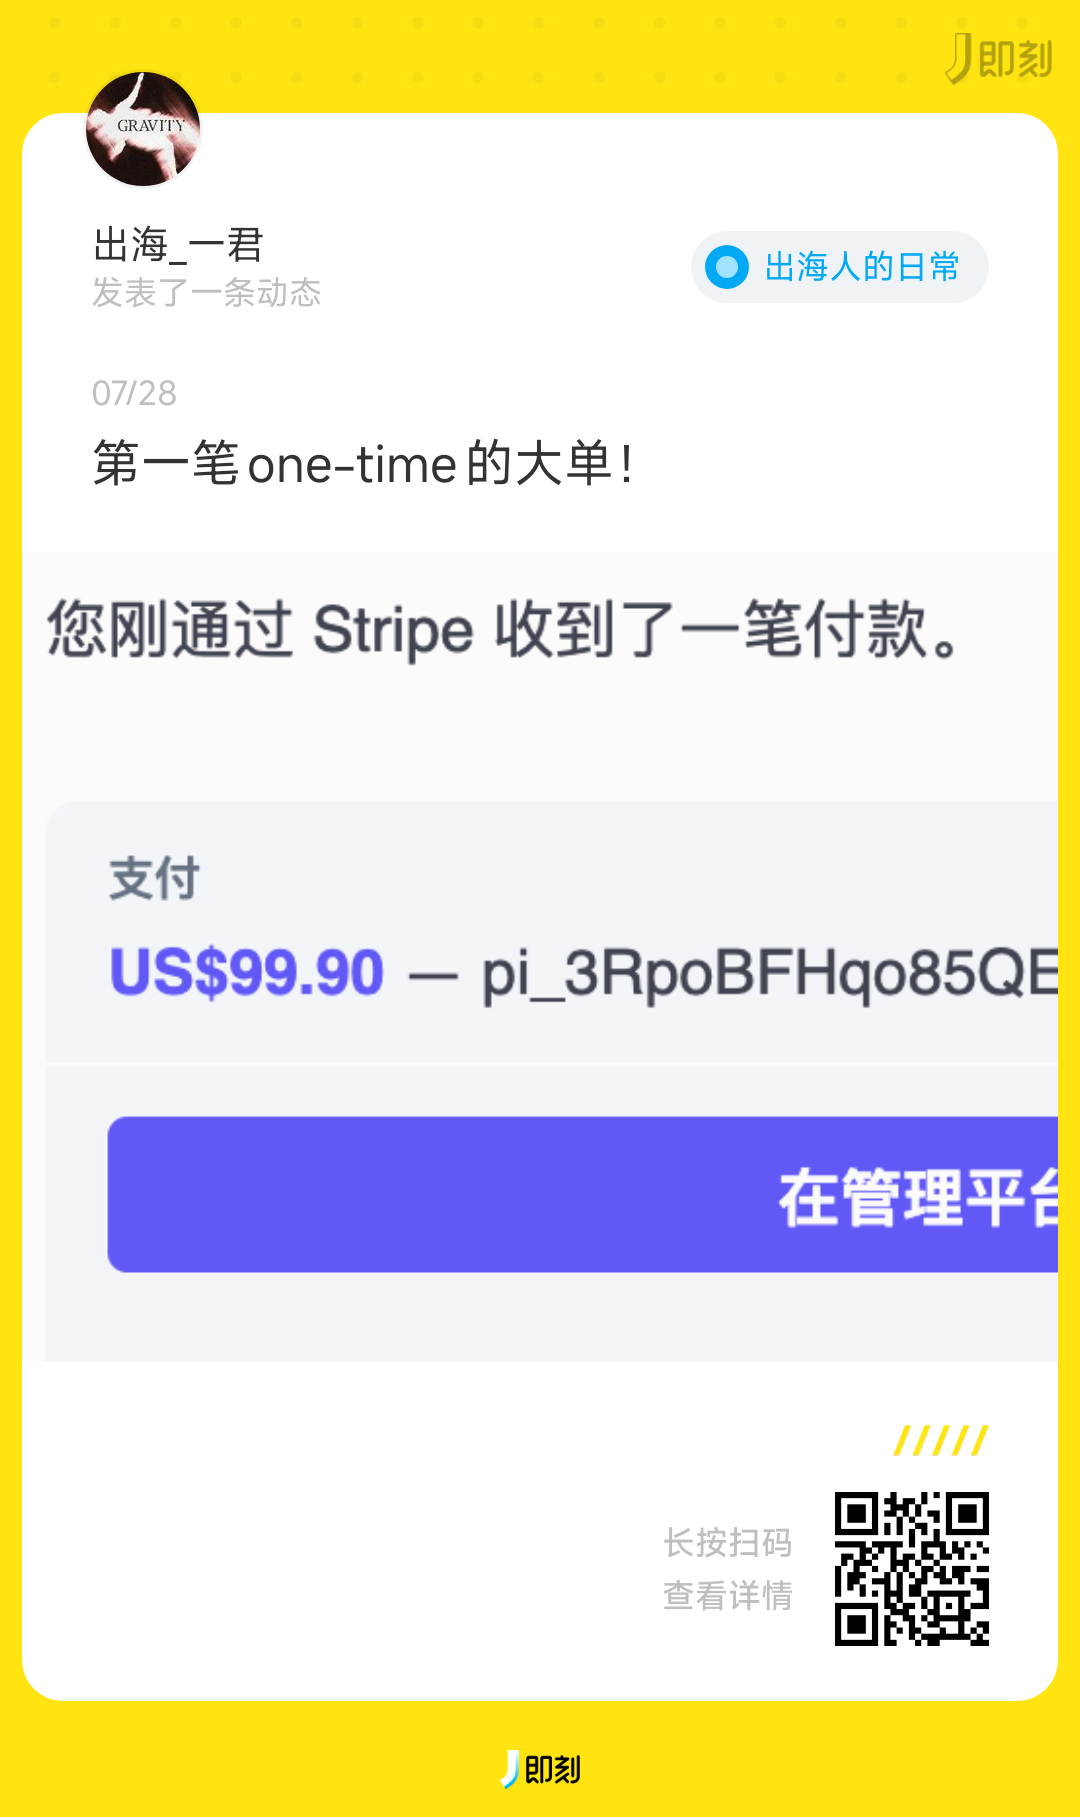 即刻
GRAVITY
出海_一君
发表了一条动态
出海人的日常
07/28
第一笔one-time的大单！
您刚通过 Stripe 收到了一笔付款。
支付
US$99.90 — pi_3RpoBFHqo85QE
在管理平台
长按扫码
查看详情
即刻